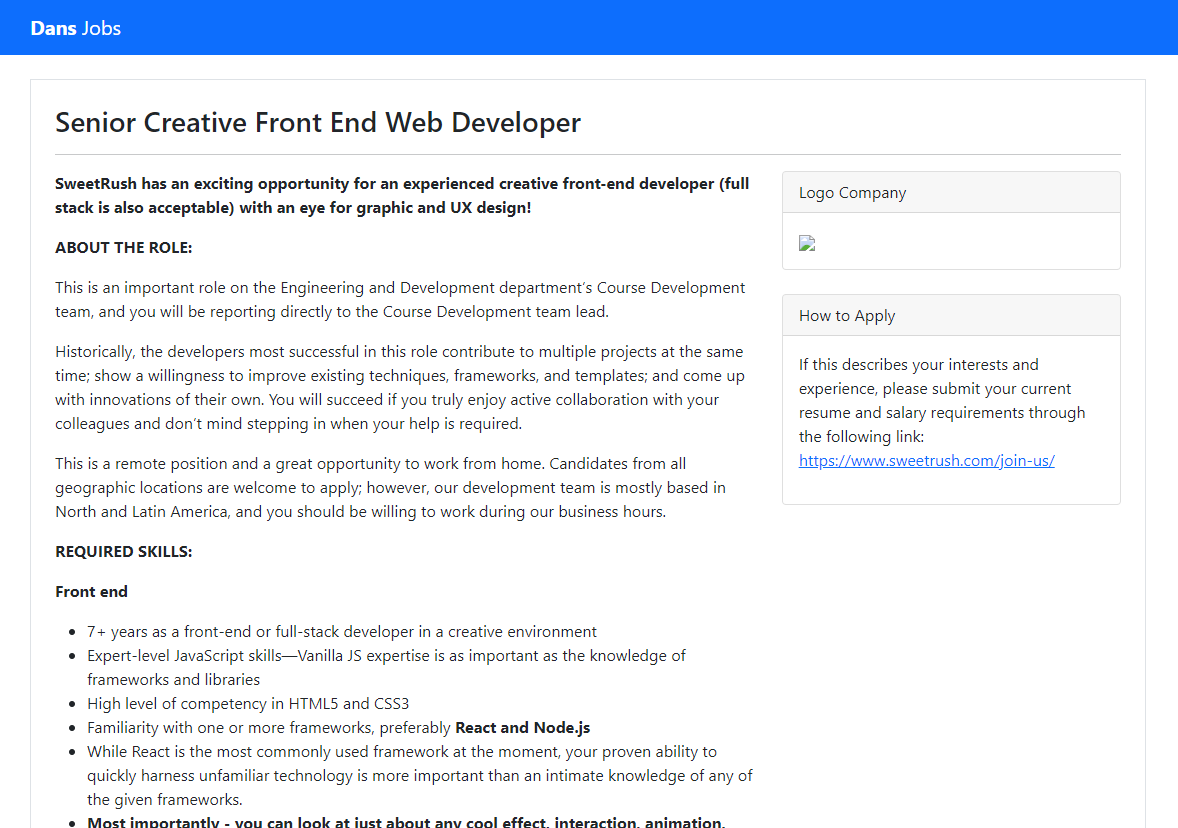 Dans Jobs
Senior Creative Front End Web Developer
SweetRush has an exciting opportunity for an experienced creative front-end developer (full
stack is also acceptable) with an eye for graphic and UX design!
ABOUT THE ROLE:
This is an important role on the Engineering and Development department’s Course Development
team, and you will be reporting directly to the Course Development team lead.
Historically, the developers most successful in this role contribute to multiple projects at the same
time; show a willingness to improve existing techniques, frameworks, and templates; and come up
with innovations of their own. You will succeed if you truly enjoy active collaboration with your
colleagues and don’t mind stepping in when your help is required.
This is a remote position and a great opportunity to work from home. Candidates from all
geographic locations are welcome to apply; however, our development team is mostly based in
North and Latin America, and you should be willing to work during our business hours.
REQUIRED SKILLS:
Front end
• 7+ years as a front-end or full-stack developer in a creative environment
• Expert-level JavaScript skills—Vanilla JS expertise is as important as the knowledge of
frameworks and libraries
• High level of competency in HTML5 and CSS3
• Familiarity with one or more frameworks, preferably React and Node.js
• While React is the most commonly used framework at the moment, your proven ability to
quickly harness unfamiliar technology is more important than an intimate knowledge of any of
the given frameworks.
• Most importantly - you can look at just about any cool effect, interaction, animation,
Logo Company
How to Apply
If this describes your interests and
experience, please submit your current
resume and salary requirements through
the following link:
https://www.sweetrush.com/join-us/